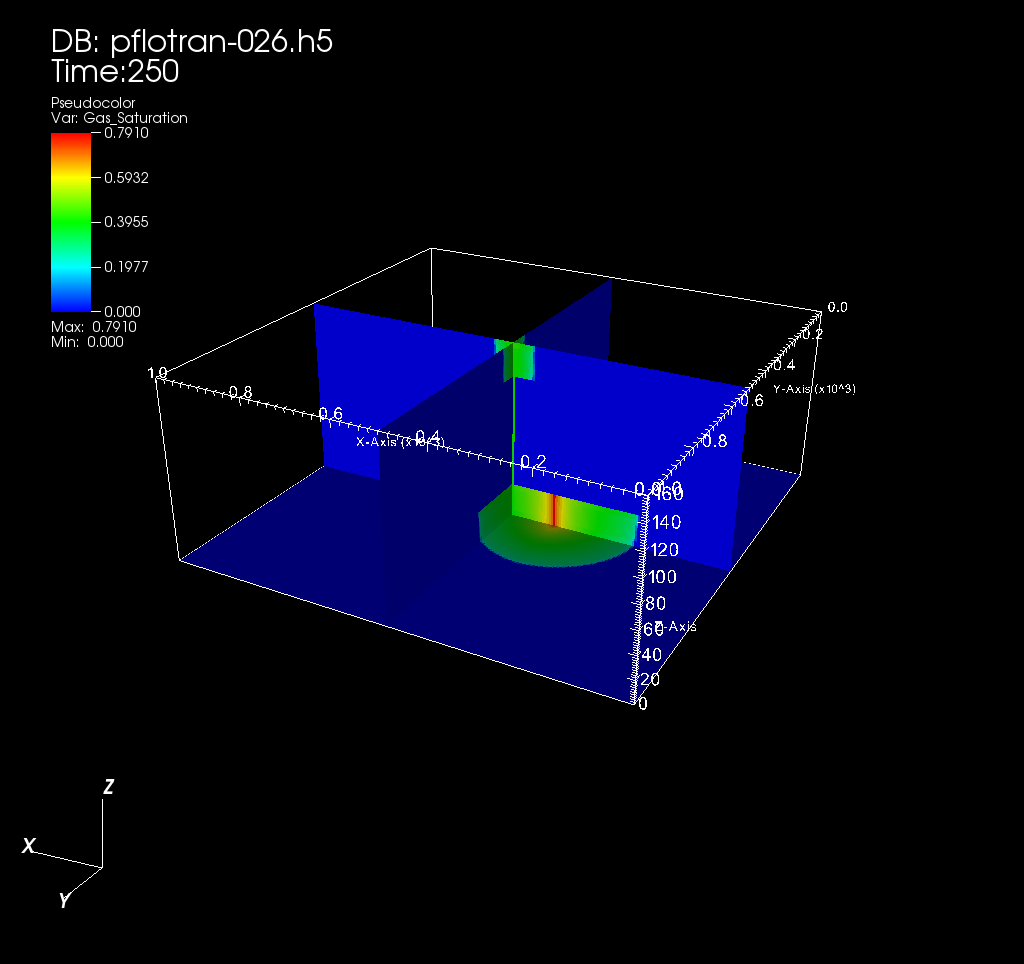 DB: pflotran-026.h5
Time:250
Pseudocolor
Var: Gas_Saturation
0.7910
0.5932
0.3955
0.1977
0.000
Max: 0.7910
Min: 0.000
0.0
0.2
0.4
Y-Axis (x10^3)
0.6
0.8
1.0
0.8
0.6
0.4
0.2
0.0
160
140
120
100
80
60
Z-Axis
40
20
0
Z
X
Y